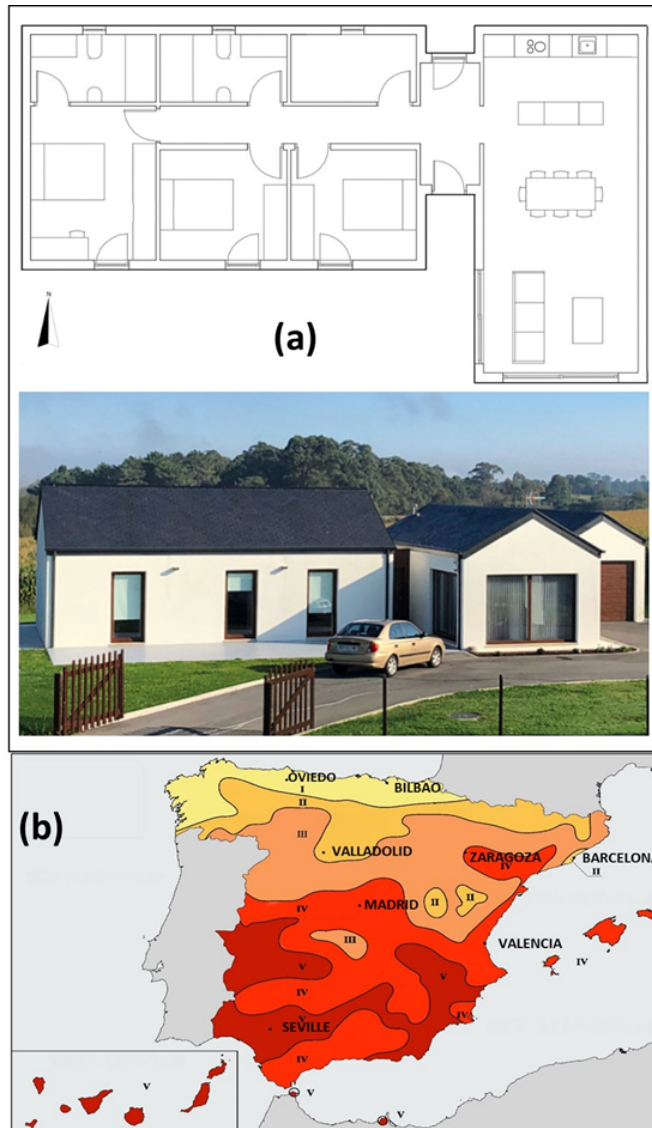 N
(a)
(b)
OVIEDO
I
BILBAO
II
III
VALLADOLID
ZARAGOZA
IV
BARCELONA
II
IV
MADRID
II
II
III
VALENCIA
IV
V
V
IV
V
IV
SEVILLE
IV
V
IV
V
V